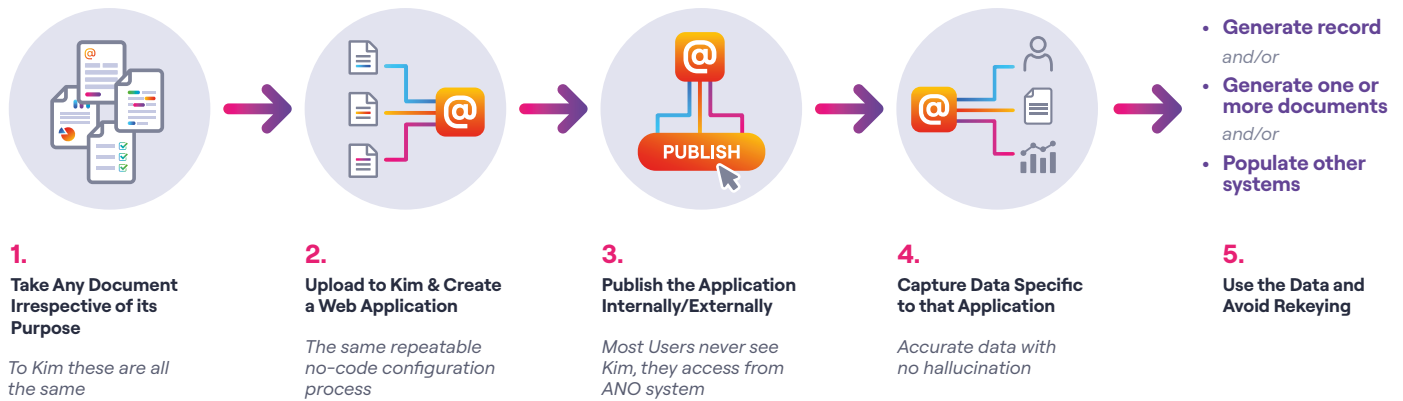 @
@
@
PUBLISH
@
• Generate record
and/or
• Generate one or
more documents
and/or
• Populate other
systems
1.
Take Any Document
Irrespective of its
Purpose
To Kim these are all
the same
2.
Upload to Kim & Create
a Web Application
The same repeatable
no-code configuration
process
3.
Publish the Application
Internally/Externally
Most Users never see
Kim, they access from
ANO system
4.
Capture Data Specific
to that Application
Accurate data with
no hallucination
5.
Use the Data and
Avoid Rekeying